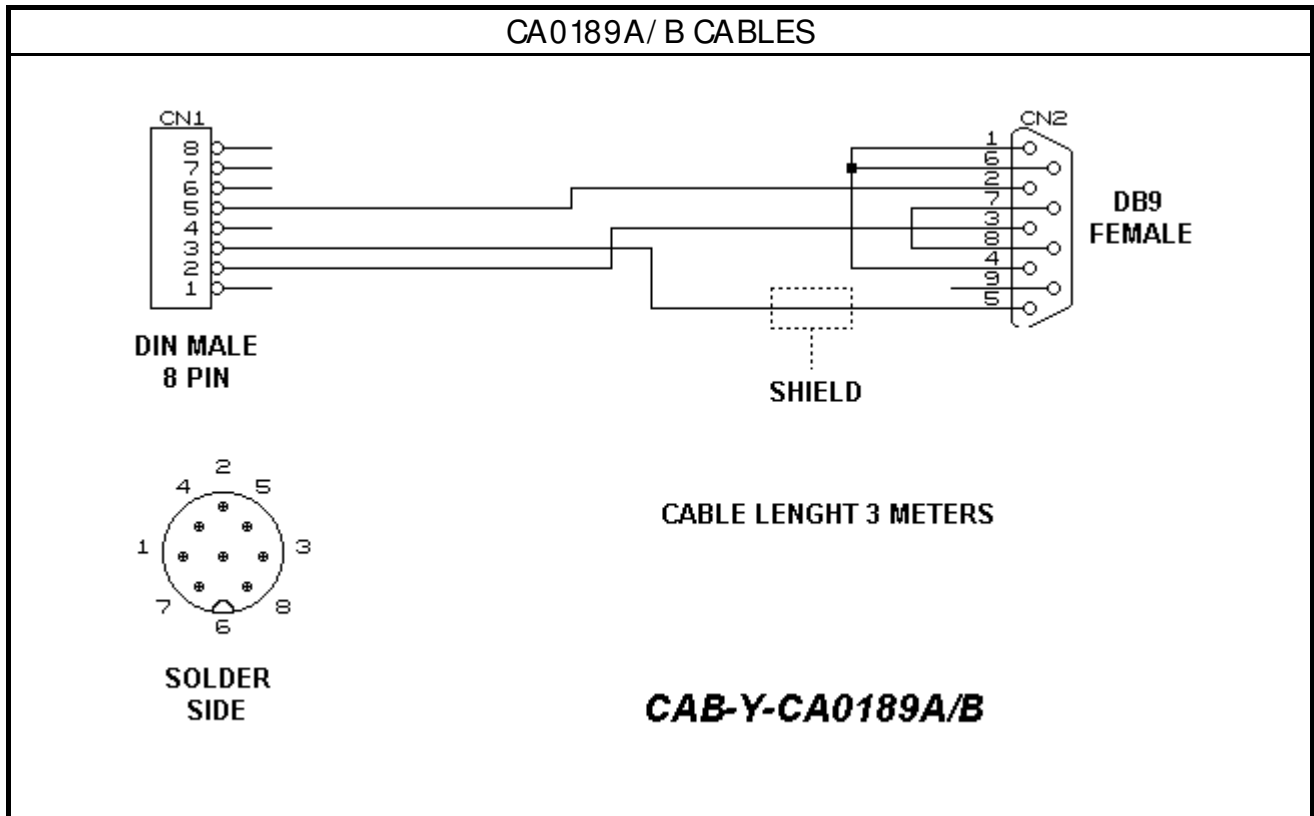 CA0189A/ B CABLES
CN1
8
7
6
5
4
3
2
1
DIN MALE
8 PIN
CN2
1
6
2
7
3
8
4
9
5
DB9
FEMALE
SHIELD
2
4 5
1 3
7 8
6
SOLDER
SIDE
CABLE LENGHT 3 METERS
CAB-Y-CA0189A/B